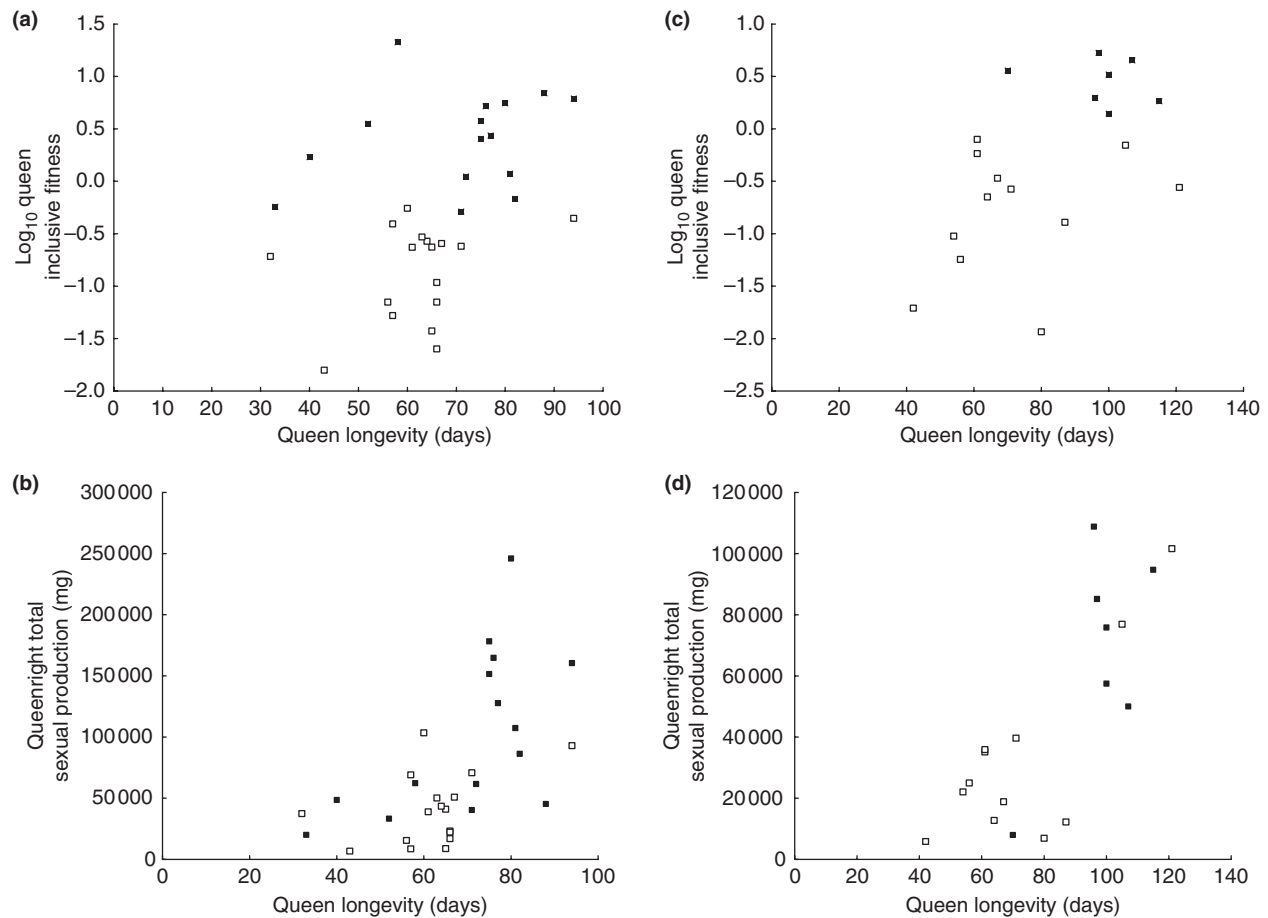 (a)
1.5
1.0
0.5
0.0
–0.5
–1.0
–1.5
–2.0
Log10 queen
inclusive fitness
0 10 20 30 40 50 60 70 80 90 100
Queen longevity (days)
(c)
1.0
0.5
0.0
–0.5
–1.0
–1.5
–2.0
–2.5
Log10 queen
inclusive fitness
0 20 40 60 80 100 120 140
Queen longevity (days)
(b)
300 000
250 000
200 000
150 000
100 000
50 000
0
Queenright total
sexual production (mg)
0 20 40 60 80 100
Queen longevity (days)
(d)
120 000
100 000
80 000
60 000
40 000
20 000
0
Queenright total
sexual production (mg)
0 20 40 60 80 100 120 140
Queen longevity (days)